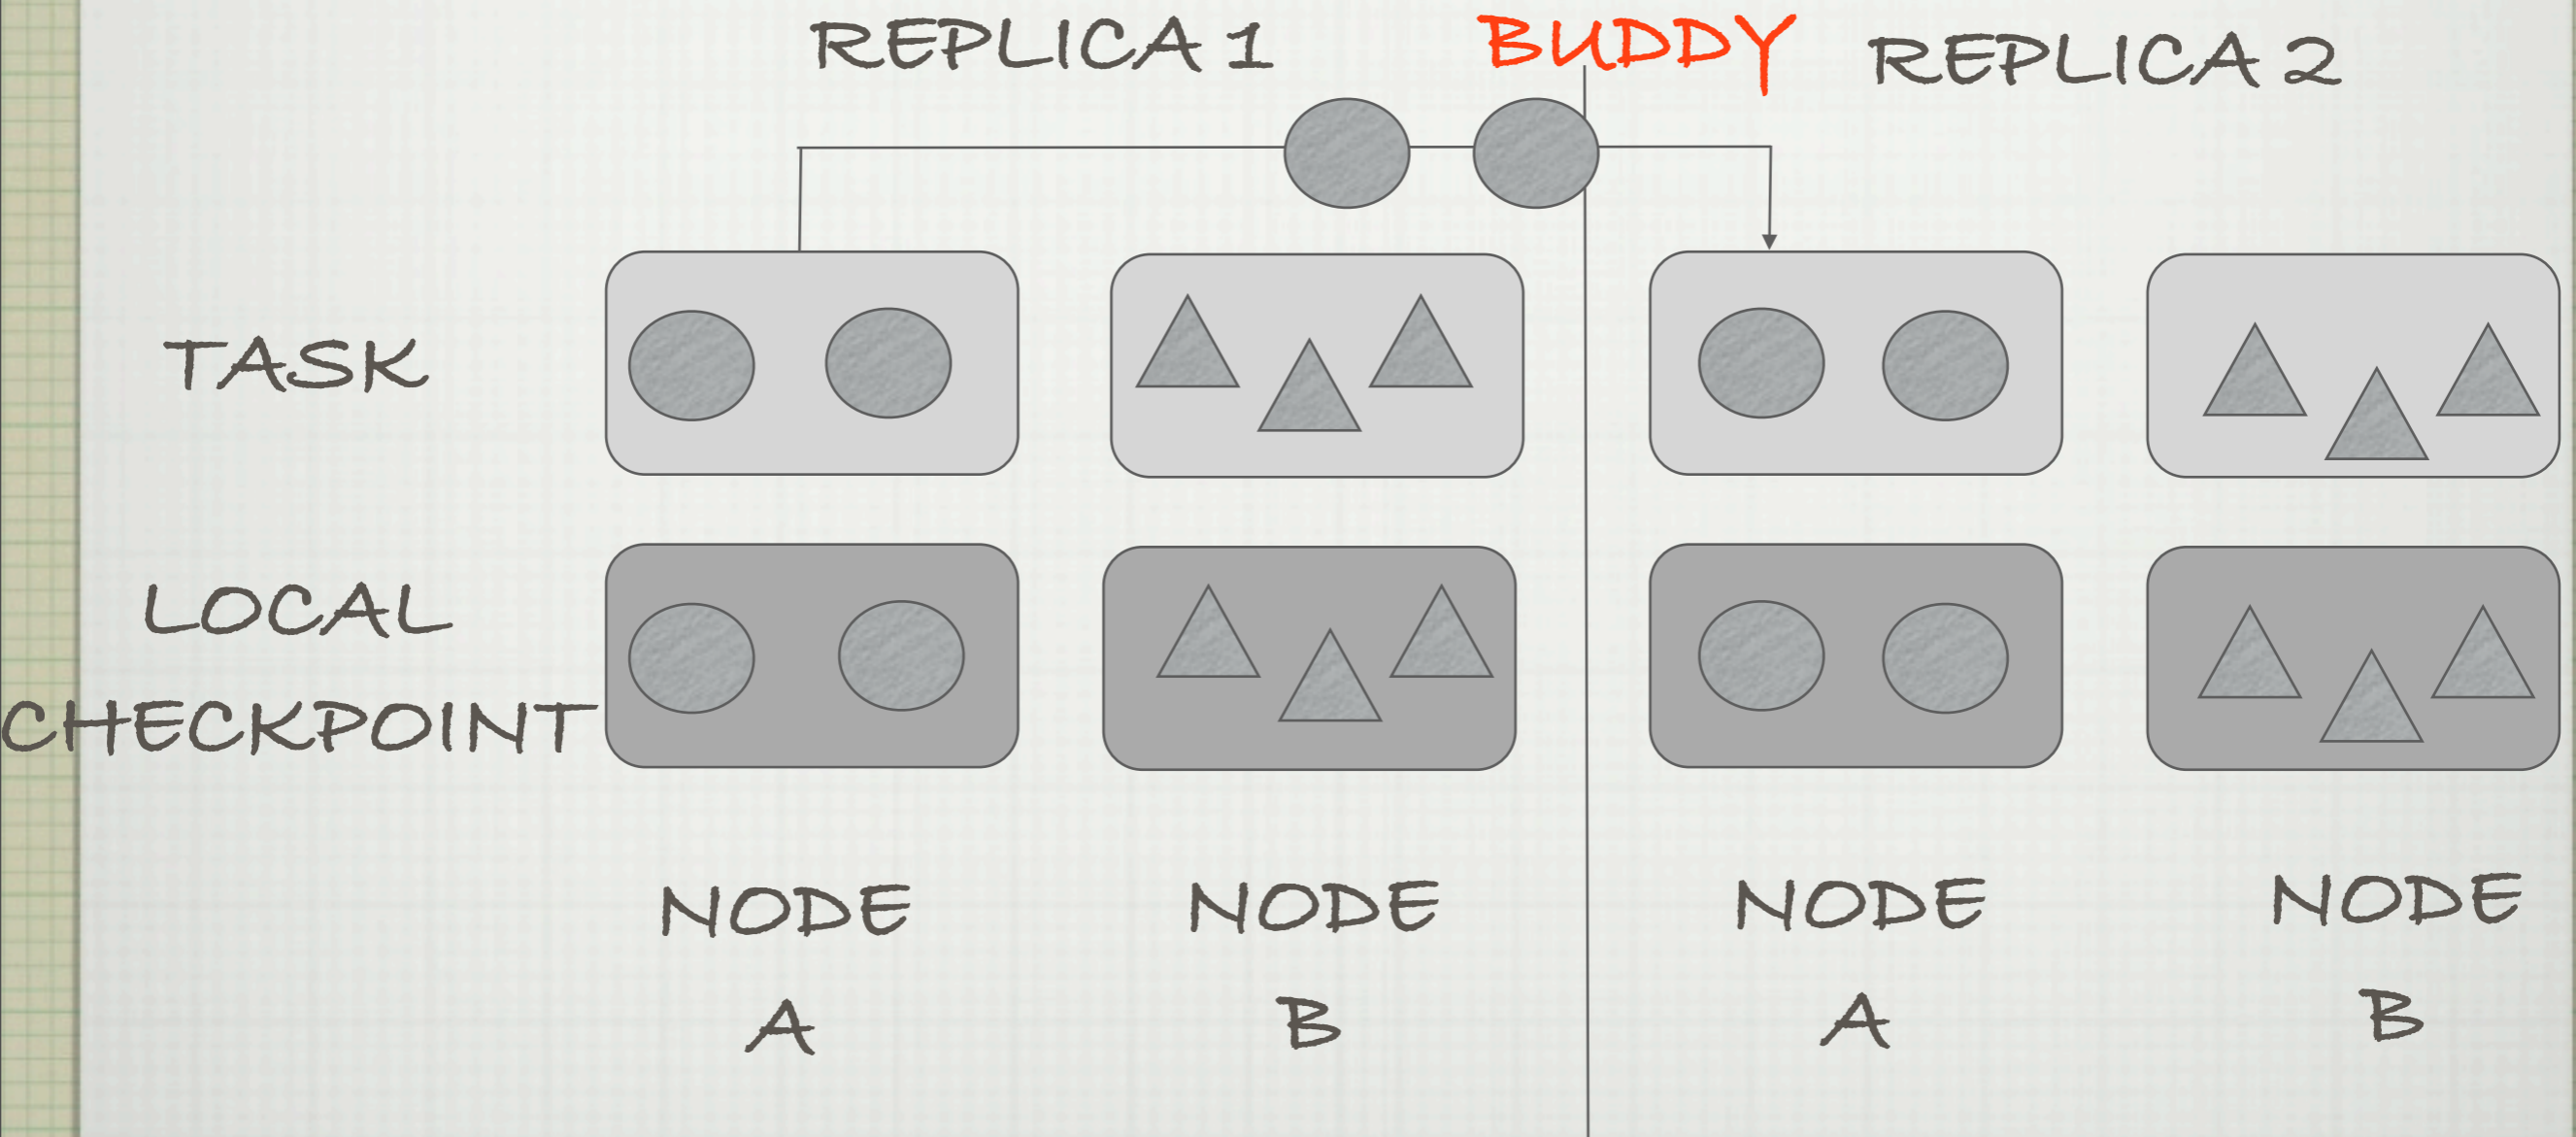 REPLICA 1
BUDDY
REPLICA 2
TASK
LOCAL
CHECKPOINT
NODE
A
NODE
B
NODE
A
NODE
B